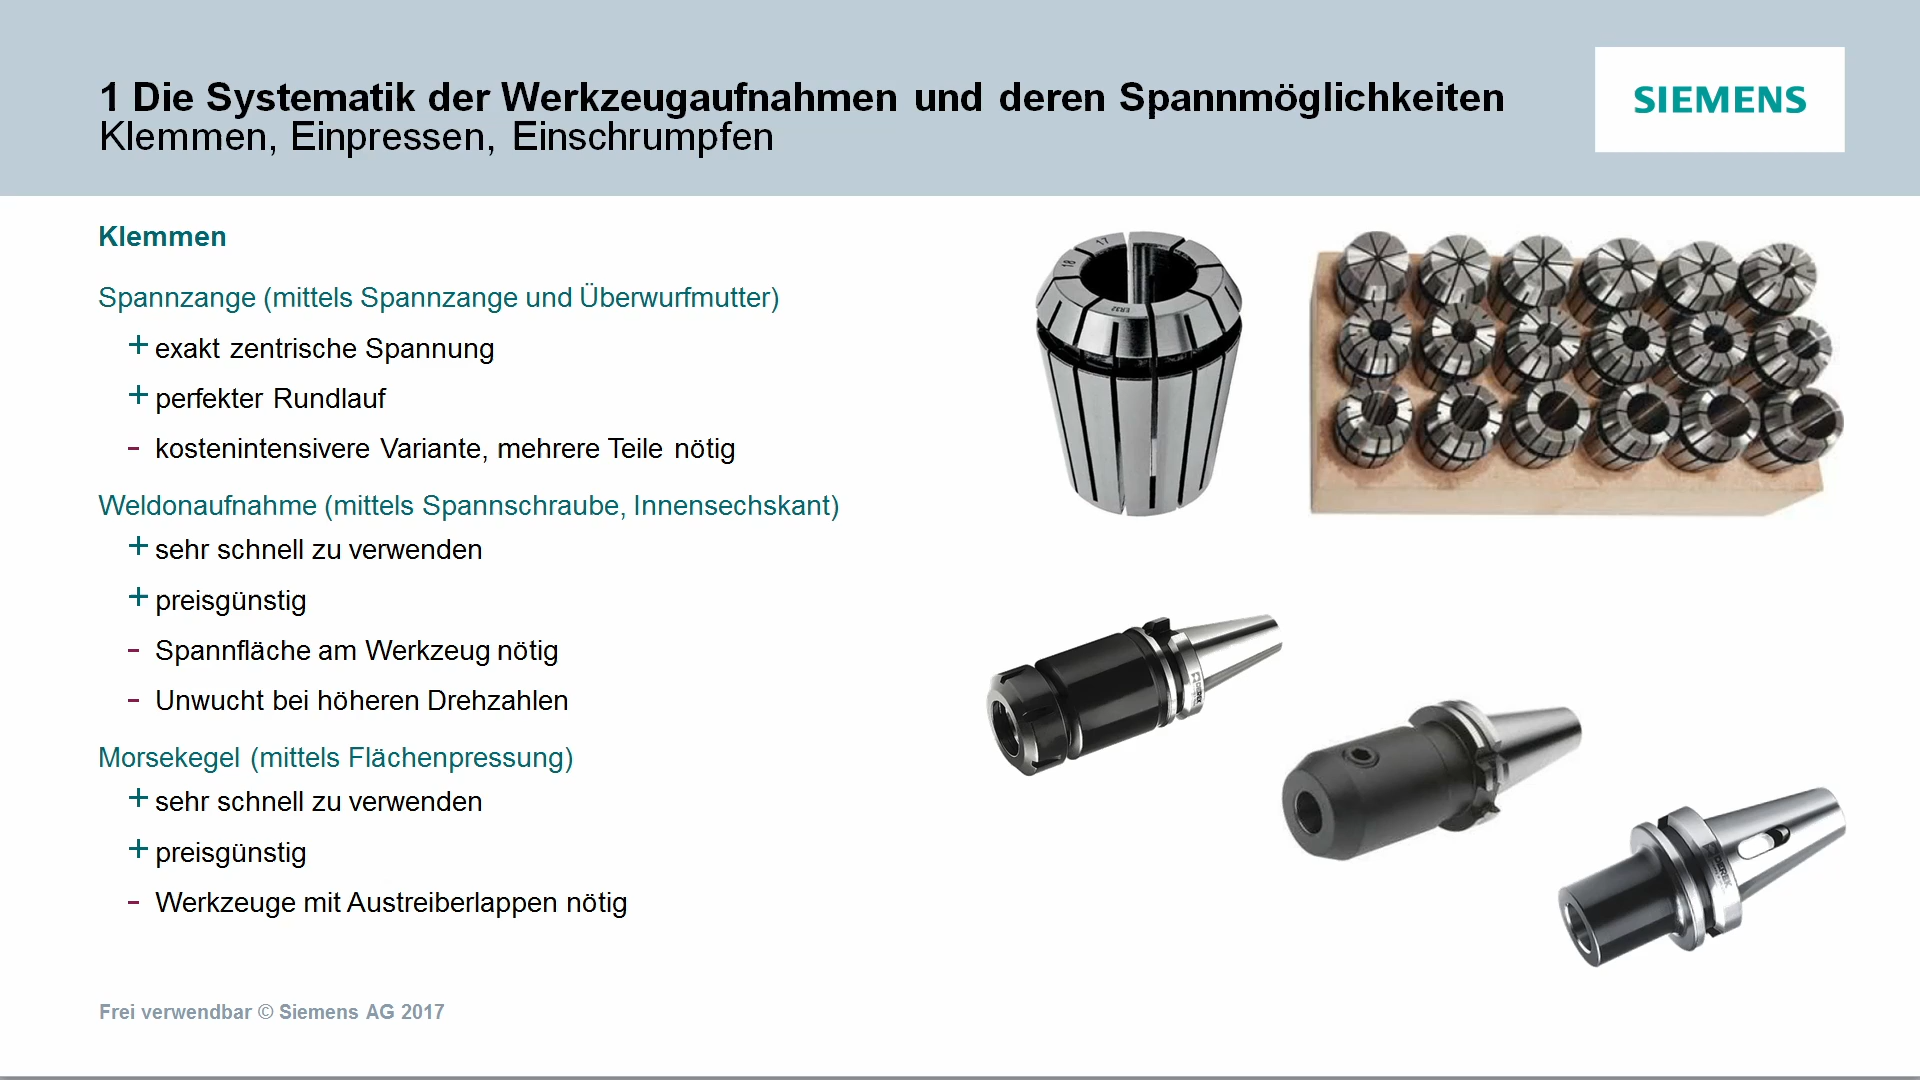 1 Die Systematik der Werkzeugaufnahmen und deren Spannmöglichkeiten
Klemmen, Einpressen, Einschrumpfen
SIEMENS
Klemmen
Spannzange (mittels Spannzange und Überwurfmutter)
+ exakt zentrische Spannung
+ perfekter Rundlauf
- kostenintensivere Variante, mehrere Teile nötig
Weldonaufnahme (mittels Spannschraube, Innensechskant)
+ sehr schnell zu verwenden
+ preisgünstig
- Spannfläche am Werkzeug nötig
- Unwucht bei höheren Drehzahlen
Morsekegel (mittels Flächenpressung)
+ sehr schnell zu verwenden
+ preisgünstig
- Werkzeuge mit Austreiberlappen nötig
17
18
ER32
Frei verwendbar © Siemens AG 2017